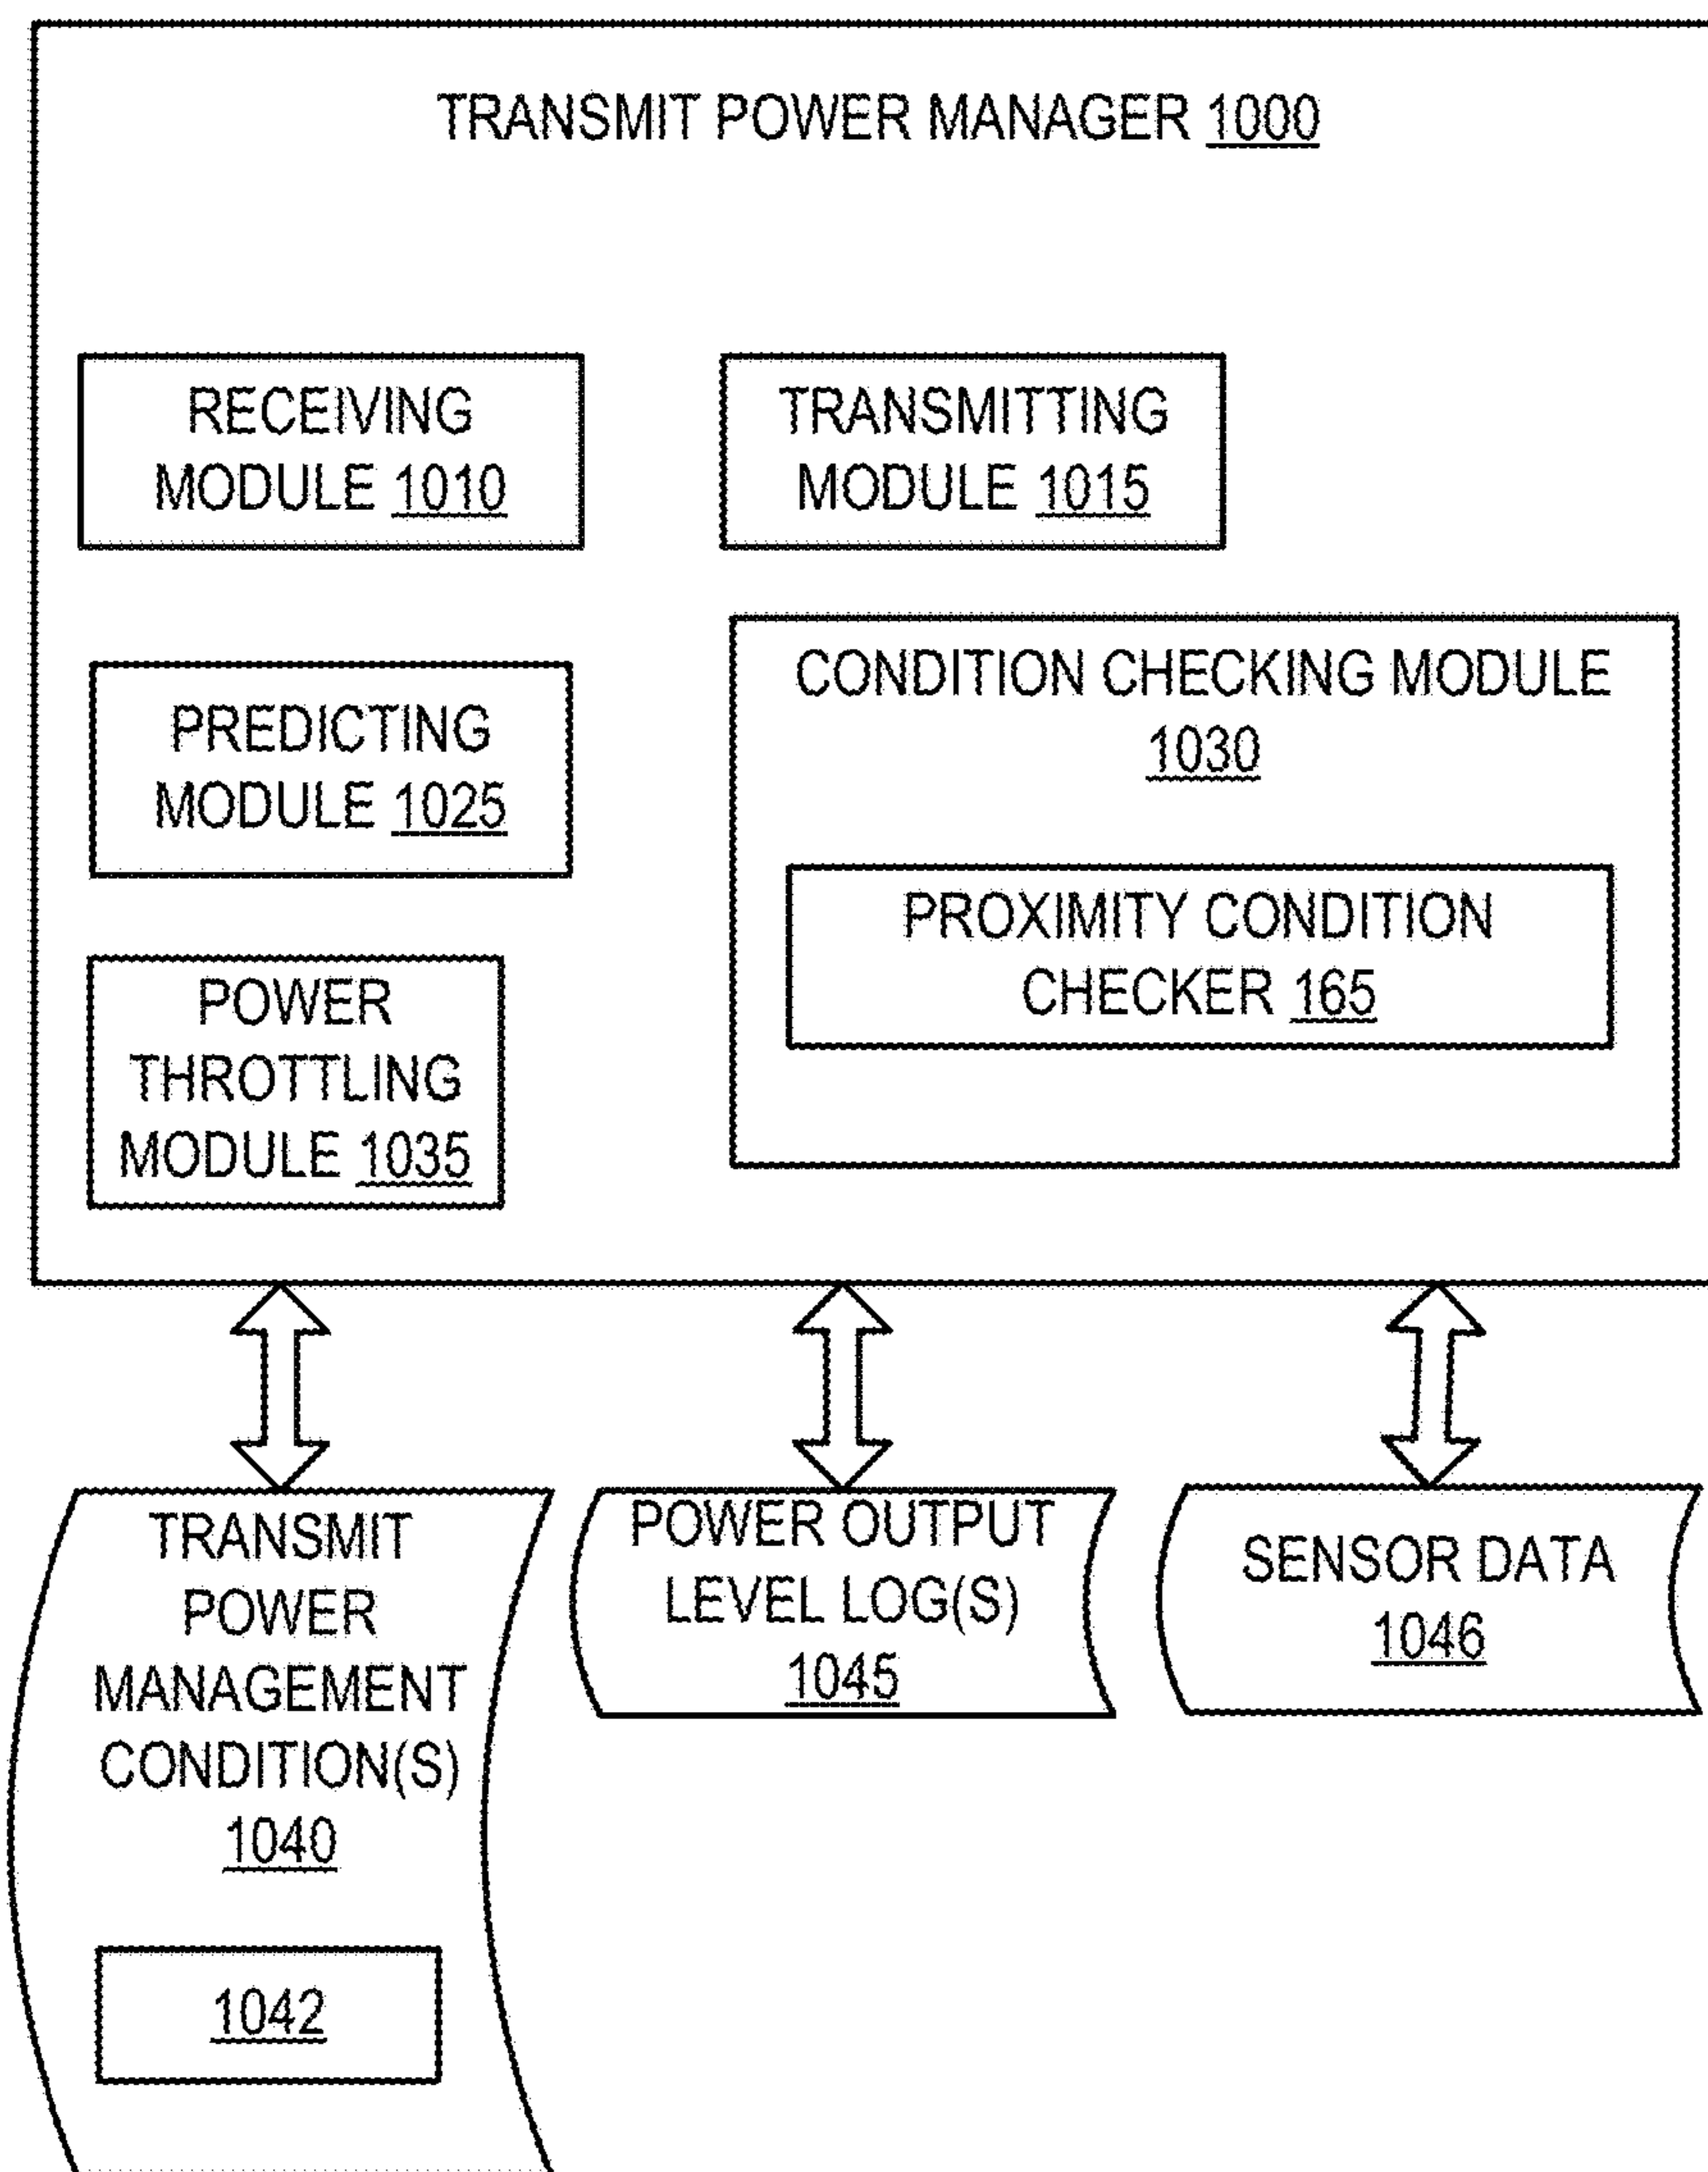 TRANSMIT POWER MANAGER 1000
RECEIVING
MODULE 1010
TRANSMITTING
MODULE 1015
PREDICTING
MODULE 1025
CONDITION CHECKING MODULE
1030
PROXIMITY CONDITION
CHECKER 165
POWER
THROTTLING
MODULE 1035
TRANSMIT
POWER
MANAGEMENT
CONDITION(S)
1040
1042
POWER OUTPUT
LEVEL LOG(S)
1045
SENSOR DATA
1046